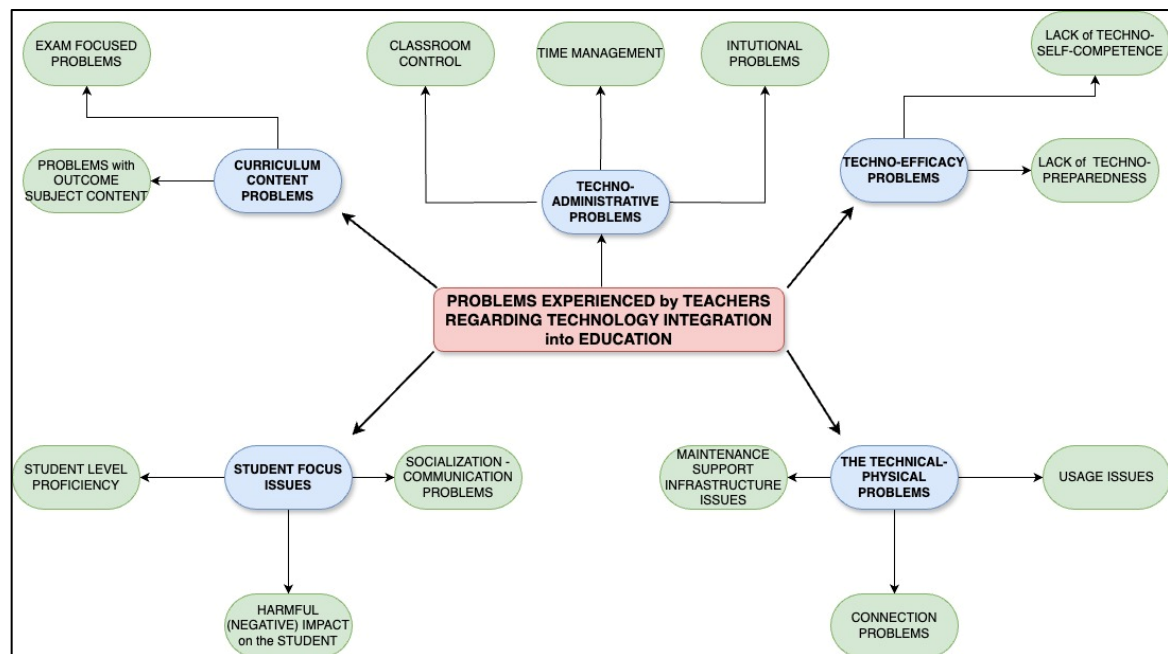 EXAM FOCUSED
PROBLEMS
CLASSROOM
CONTROL
TIME MANAGEMENT
INTUTIONAL
PROBLEMS
LACK of TECHNO-
SELF-COMPETENCE
PROBLEMS with
OUTCOME
SUBJECT CONTENT
CURRICULUM
CONTENT
PROBLEMS
TECHNO-
ADMINISTRATIVE
PROBLEMS
TECHNO-EFFICACY
PROBLEMS
LACK of TECHNO-
PREPAREDNESS
PROBLEMS EXPERIENCED by TEACHERS
REGARDING TECHNOLOGY INTEGRATION
into EDUCATION
STUDENT LEVEL
PROFICIENCY
STUDENT FOCUS
ISSUES
SOCIALIZATION -
COMMUNICATION
PROBLEMS
MAINTENANCE
SUPPORT
INFRASTRUCTURE
ISSUES
THE TECHNICAL-
PHYSICAL
PROBLEMS
USAGE ISSUES
HARMFUL
(NEGATIVE) IMPACT
on the STUDENT
CONNECTION
PROBLEMS